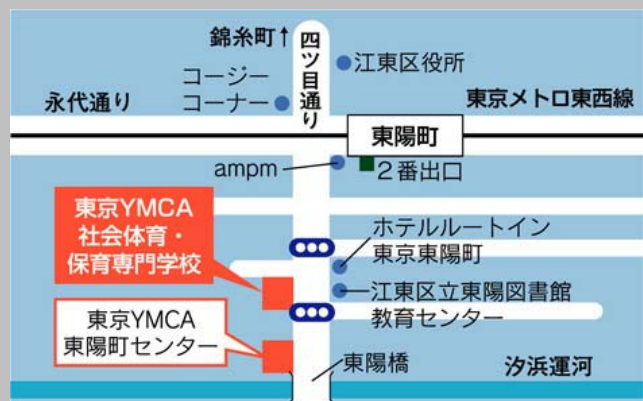 錦糸町↑
四ツ目通り
江東区役所
コージー
コーナー
永代通り
東京メトロ東西線
東陽町
ampm
2番出口
東京YMCA
社会体育・
保育専門学校
ホテルルートイン
東京東陽町
江東区立東陽図書館
教育センター
東京YMCA
東陽町センター
東陽橋
汐浜運河